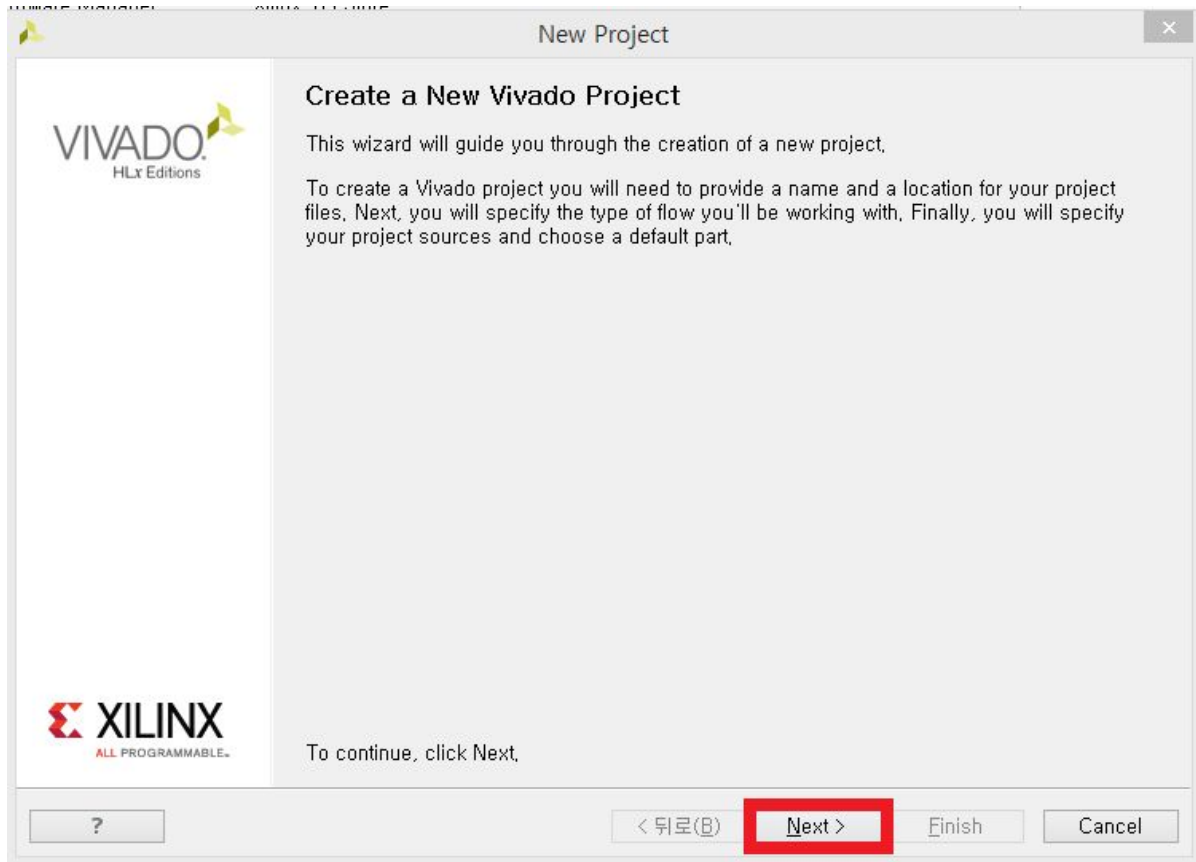 New Project
Create a New Vivado Project
This wizard will guide you through the creation of a new project,
To create a Vivado project you will need to provide a name and a location for your project
files, Next, you will specify the type of flow you'll be working with, Finally, you will specify
your project sources and choose a default part,
VIVADO.
HLx Editions
XILINX
ALL PROGRAMMABLE™
To continue, click Next,
?
< 뒤로(B)
Next >
Finish
Cancel